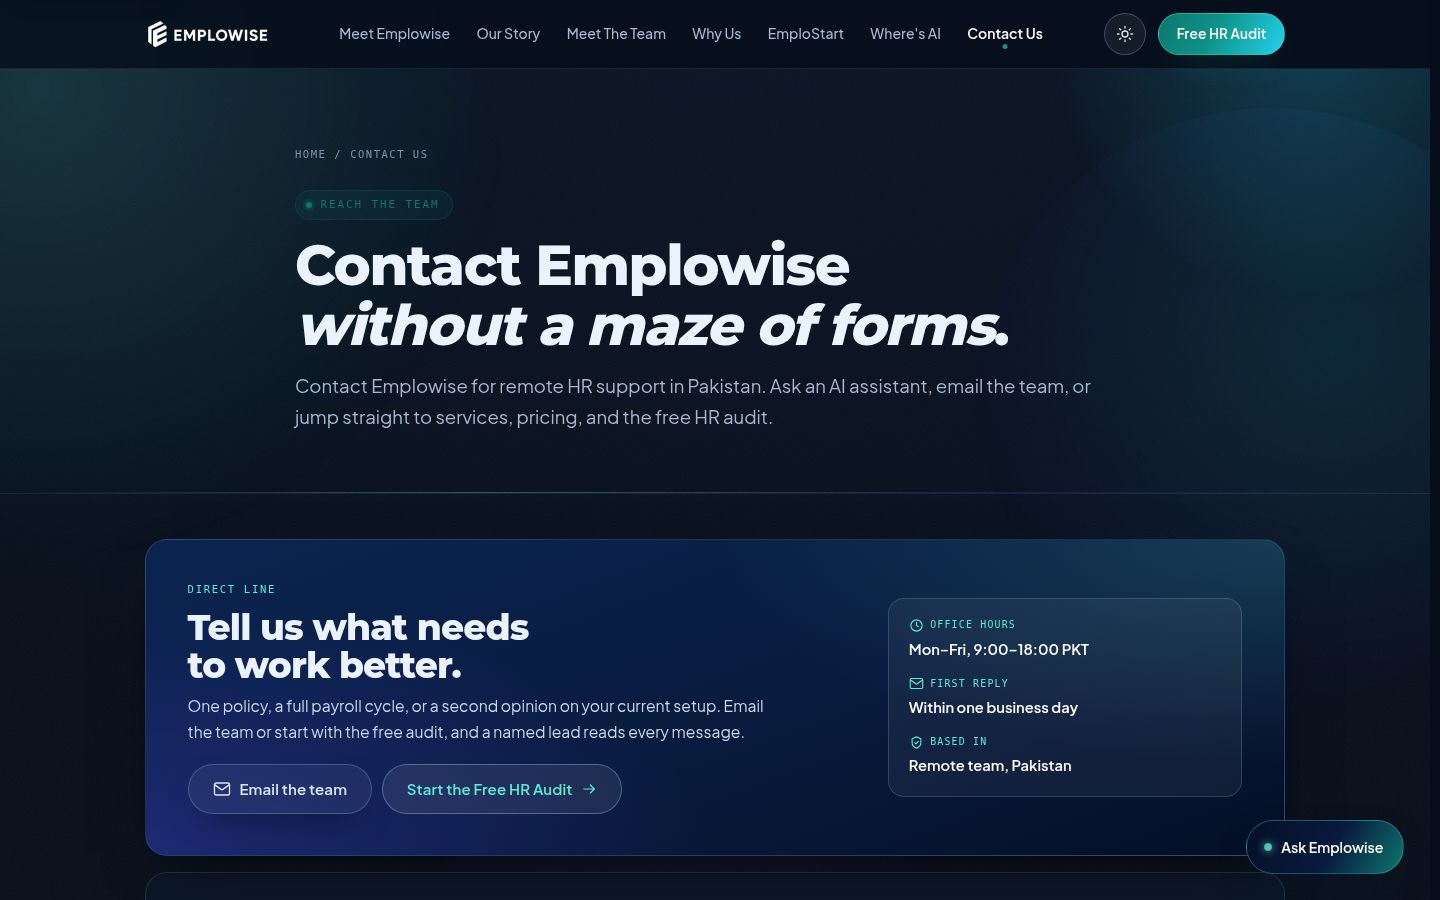 EMPLOWISE
Meet Emplowise
Our Story
Meet The Team
Why Us
EmploStart
Where's AI
Contact Us
Free HR Audit
HOME / CONTACT US
REACH THE TEAM
Contact Emplowise
without a maze of forms.
Contact Emplowise for remote HR support in Pakistan. Ask an AI assistant, email the team, or
jump straight to services, pricing, and the free HR audit.
DIRECT LINE
Tell us what needs
to work better.
One policy, a full payroll cycle, or a second opinion on your current setup. Email
the team or start with the free audit, and a named lead reads every message.
Email the team
Start the Free HR Audit →
OFFICE HOURS
Mon–Fri, 9:00–18:00 PKT
FIRST REPLY
Within one business day
BASED IN
Remote team, Pakistan
Ask Emplowise